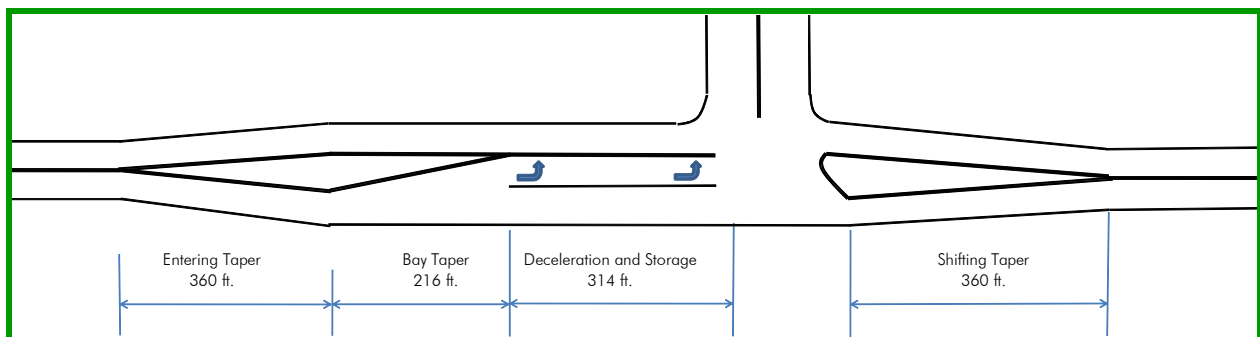 Entering Taper
360 ft.
Bay Taper
216 ft.
Deceleration and Storage
314 ft.
Shifting Taper
360 ft.